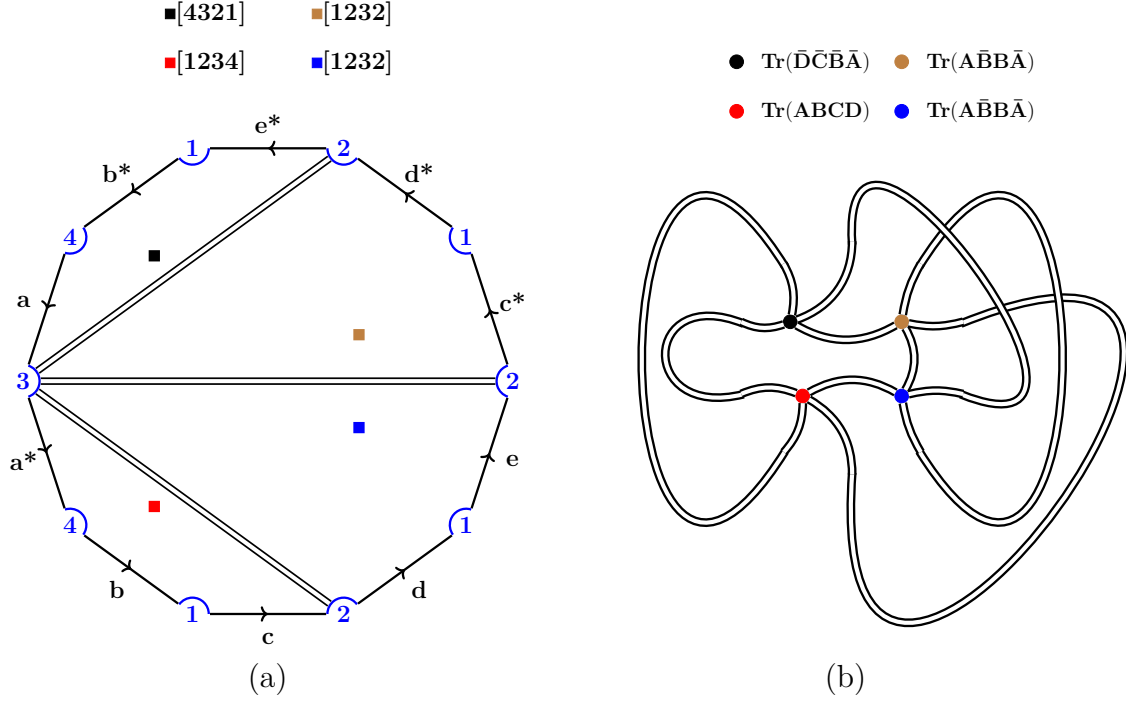 [4321] [1232]
[1234] [1232]
Tr(D̄C̄B̄Ā) Tr(AB̄BĀ)
Tr(ABCD) Tr(AB̄BĀ)
e*
1 2
b* d*
4 1
a c*
3 2
a* e
4 1
b d
1 2
c
(a) (b)